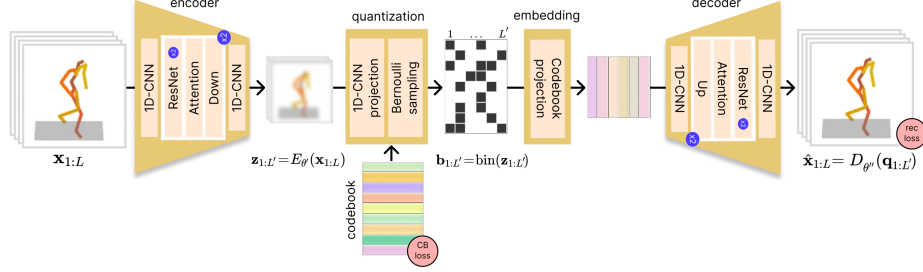 encoder
quantization
embedding
decoder
1D-CNN
ResNet
x2
Attention
Down
x2
1D-CNN
1D-CNN
projection
Bernoulli
sampling
1 ... L′
Codebook
projection
1D-CNN
Up
x2
Attention
ResNet
x2
1D-CNN
rec
loss
x₁:L
z₁:L′=Eθ′(x₁:L)
b₁:L′=bin(z₁:L′)
x̂₁:L= Dθ″(q₁:L′)
codebook
CB
loss